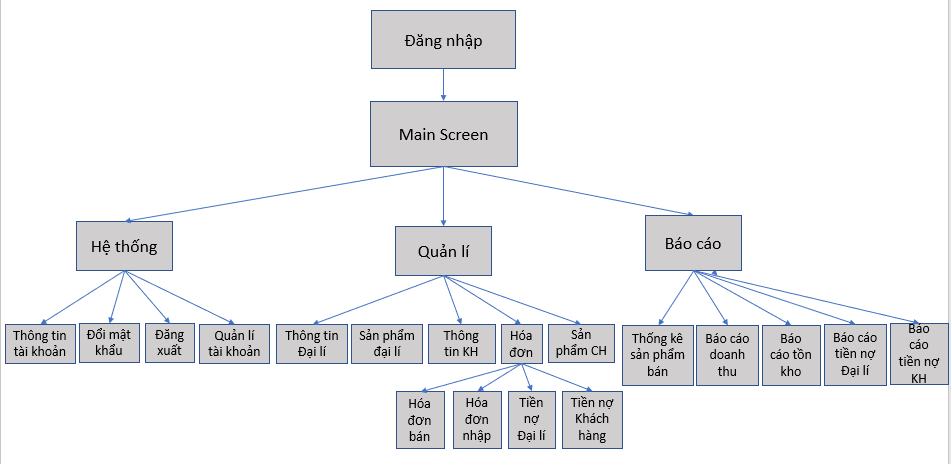 Đăng nhập
Main Screen
Hệ thống
Quản lí
Báo cáo
Thông tin
tài khoản
Đổi mật
khẩu
Đăng
xuất
Quản lí
tài khoản
Thông tin
Đại lí
Sản phẩm
đại lí
Thông
tin KH
Hóa
đơn
Sản
phẩm CH
Thống kê
sản phẩm
bán
Báo cáo
doanh
thu
Báo
cáo tồn
kho
Báo cáo
tiền nợ
Đại lí
Báo
cáo
tiền nợ
KH
Hóa
đơn
bán
Hóa
đơn
nhập
Tiền
nợ
Đại lí
Tiền nợ
Khách
hàng